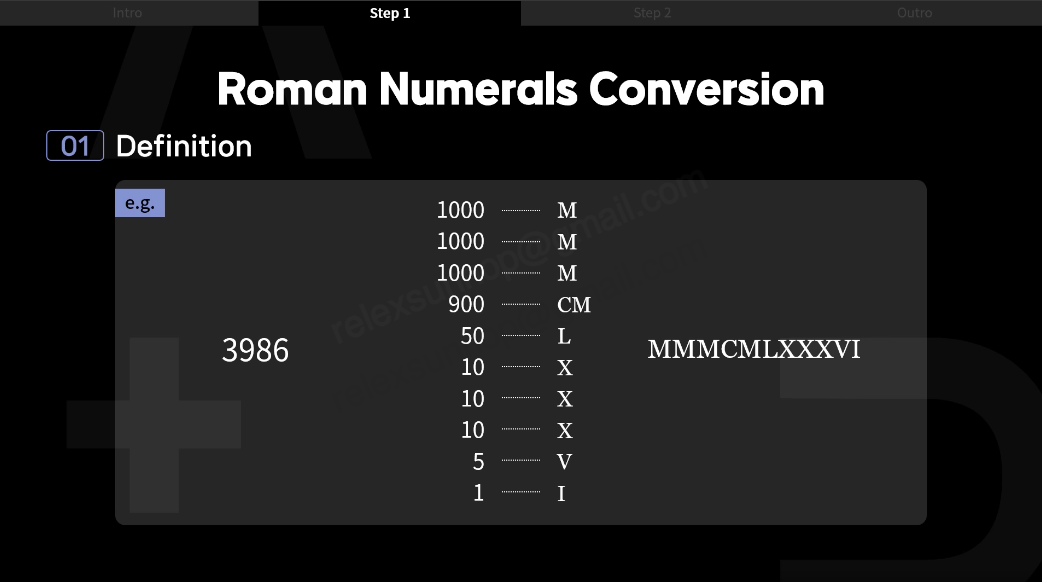 Intro Step 1 Step 2 Outro
Roman Numerals Conversion
01 Definition
e.g.
1000 M
1000 M
1000 M
900 CM
50 L
3986 MMMCMLXXXVI
10 X
10 X
10 X
5 V
1 I